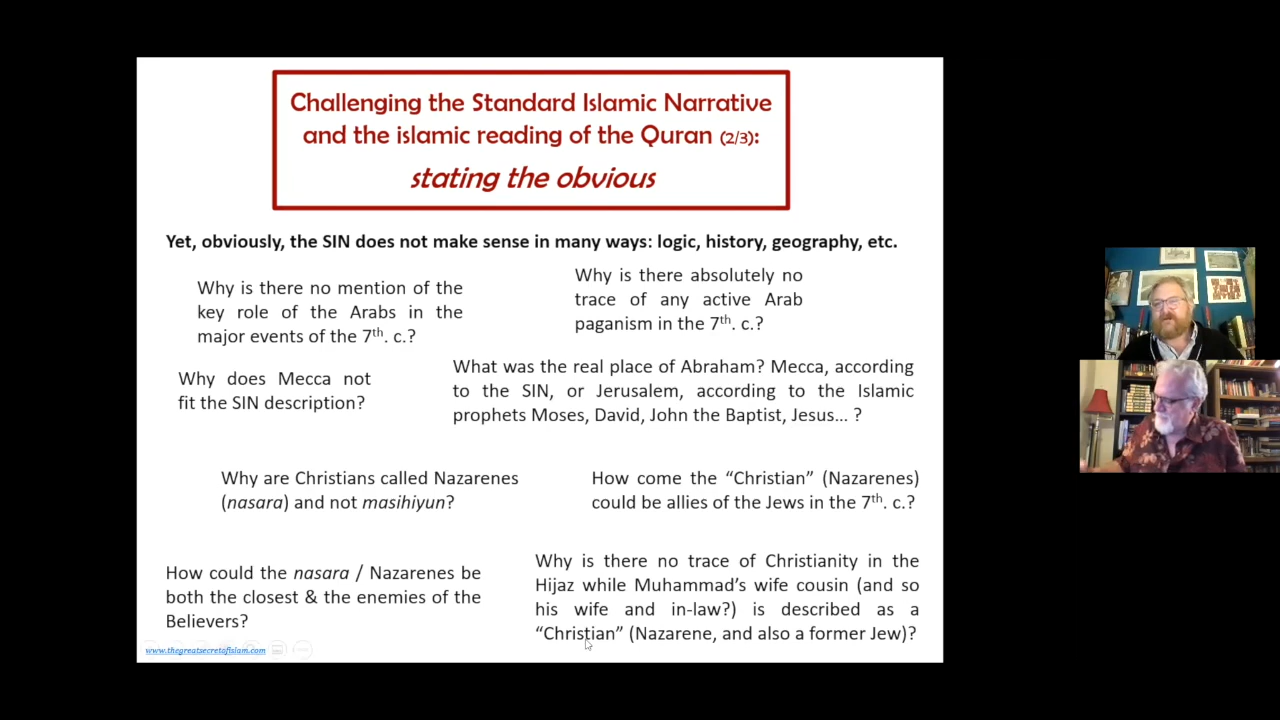 Challenging the Standard Islamic Narrative
and the islamic reading of the Quran (2/3):
stating the obvious
Yet, obviously, the SIN does not make sense in many ways: logic, history, geography, etc.
Why is there no mention of the
key role of the Arabs in the
major events of the 7th. c.?
Why is there absolutely no
trace of any active Arab
paganism in the 7th. c.?
Why does Mecca not
fit the SIN description?
What was the real place of Abraham? Mecca, according
to the SIN, or Jerusalem, according to the Islamic
prophets Moses, David, John the Baptist, Jesus... ?
Why are Christians called Nazarenes
(nasara) and not masihiyun?
How come the “Christian” (Nazarenes)
could be allies of the Jews in the 7th. c.?
How could the nasara / Nazarenes be
both the closest & the enemies of the
Believers?
Why is there no trace of Christianity in the
Hijaz while Muhammad’s wife cousin (and so
his wife and in-law?) is described as a
“Christian” (Nazarene, and also a former Jew)?
www.thegreatsecretofislam.com